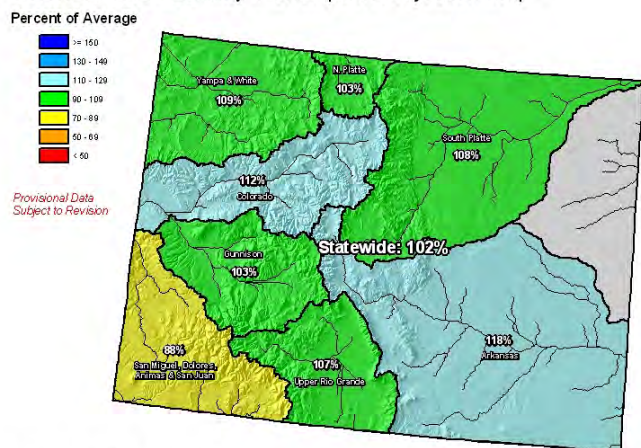 Percent of Average
>= 150
130 - 149
110 - 129
90 - 109
70 - 89
50 - 69
< 50
Provisional Data
Subject to Revision
Yampa & White
109%
N. Platte
103%
South Platte
108%
112%
Colorado
Statewide: 102%
Gunnison
103%
118%
Arkansas
88%
San Miguel, Dolores,
Animas & San Juan
107%
Upper Rio Grande